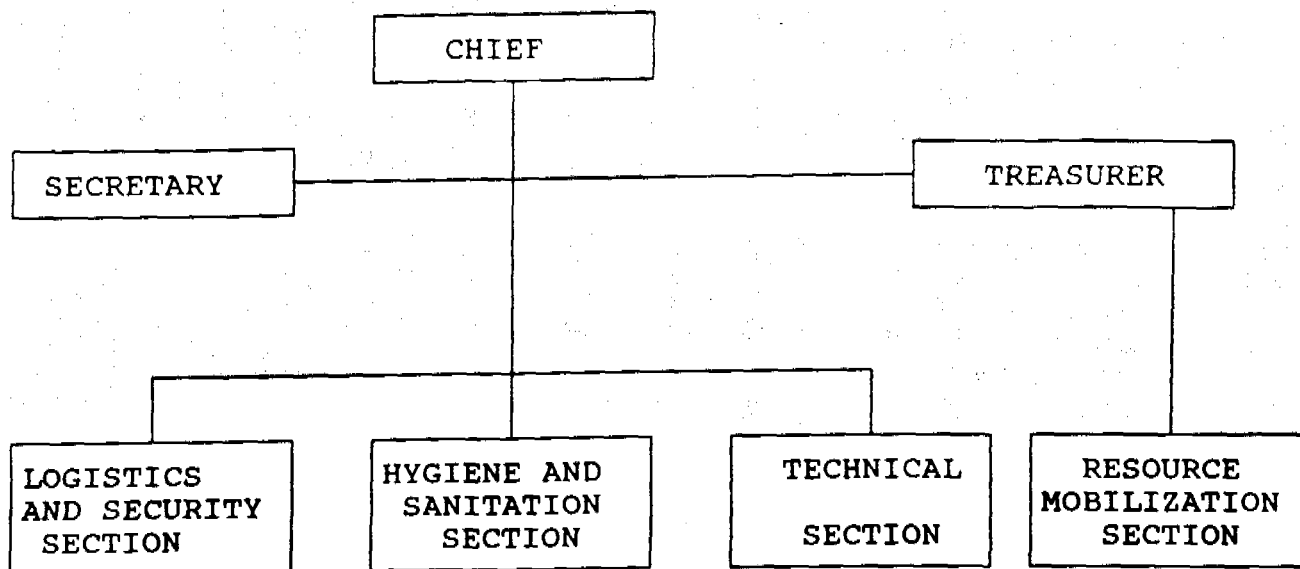 CHIEF
SECRETARY
TREASURER
LOGISTICS
AND SECURITY
SECTION
HYGIENE AND
SANITATION
SECTION
TECHNICAL
SECTION
RESOURCE
MOBILIZATION
SECTION